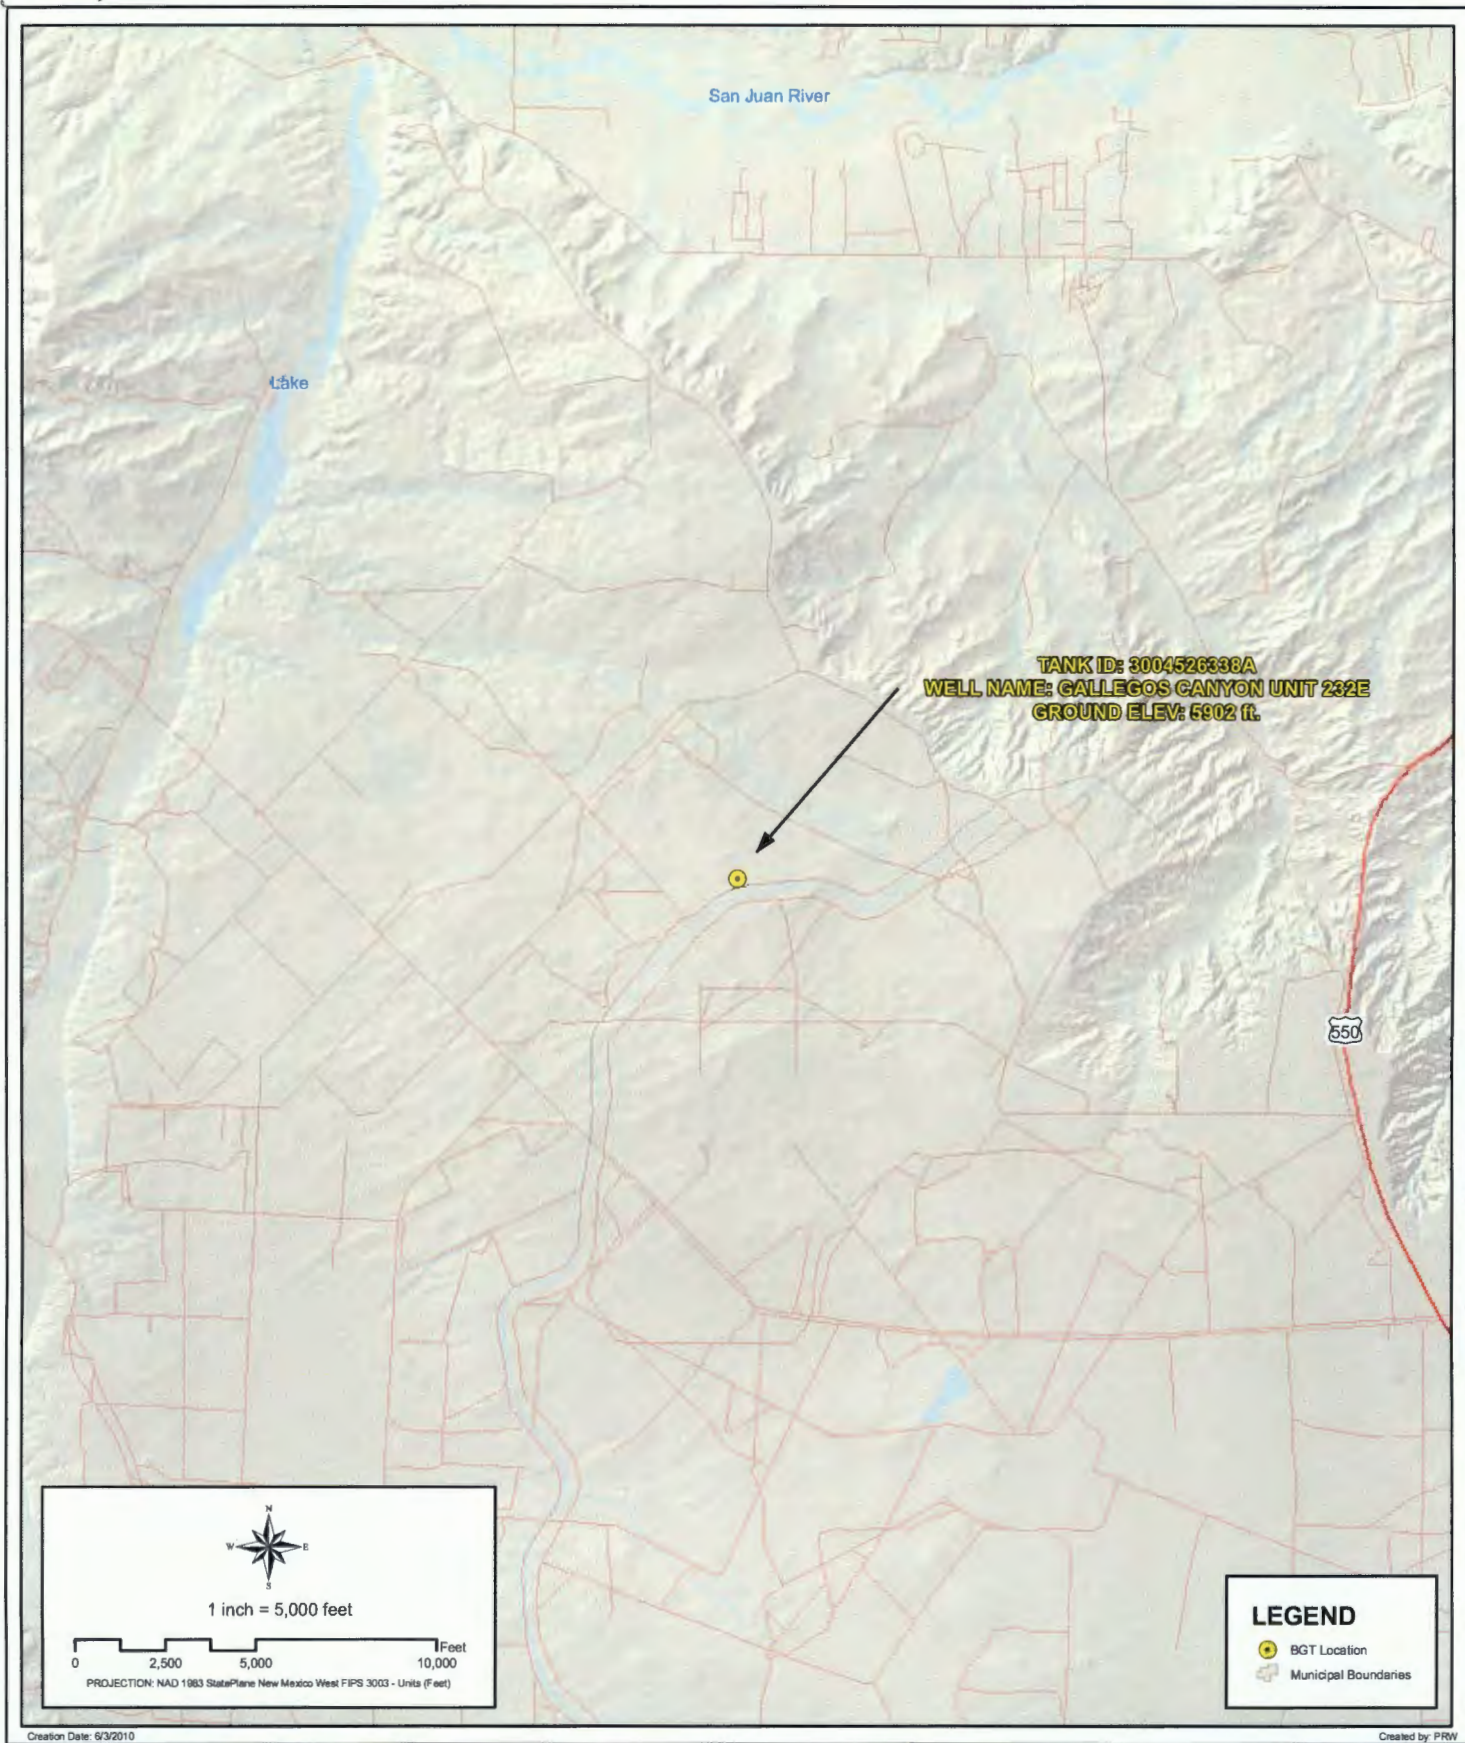 San Juan River
Lake
TANK ID: 3004526338A
WELL NAME: GALLEGOS CANYON UNIT 232E
GROUND ELEV: 5902 ft.
550
N
W E
S
1 inch = 5,000 feet
Feet
0 2,500 5,000 10,000
PROJECTION: NAD 1983 StatePlane New Mexico West FIPS 3003 - Units (Feet)
LEGEND
BGT Location
Municipal Boundaries
Creation Date: 6/3/2010
Created by: PRW